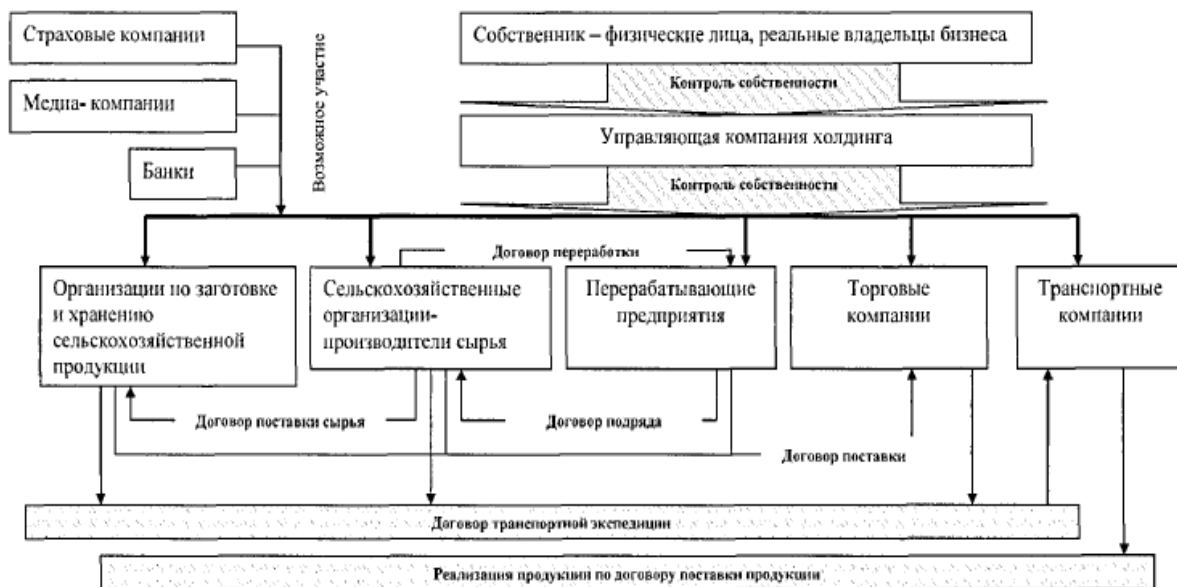 Страховые компании
Медиа- компании
Банки
Возможное участие
Собственник – физические лица, реальные владельцы бизнеса
Контроль собственности
Управляющая компания холдинга
Контроль собственности
Договор переработки
Организации по заготовке
и хранению
сельскохозяйственной
продукции
Сельскохозяйственные
организации-
производители сырья
Перерабатывающие
предприятия
Торговые
компании
Транспортные
компании
Договор поставки сырья
Договор подряда
Договор поставки
Договор транспортной экспедиции
Реализация продукции по договору поставки продукции